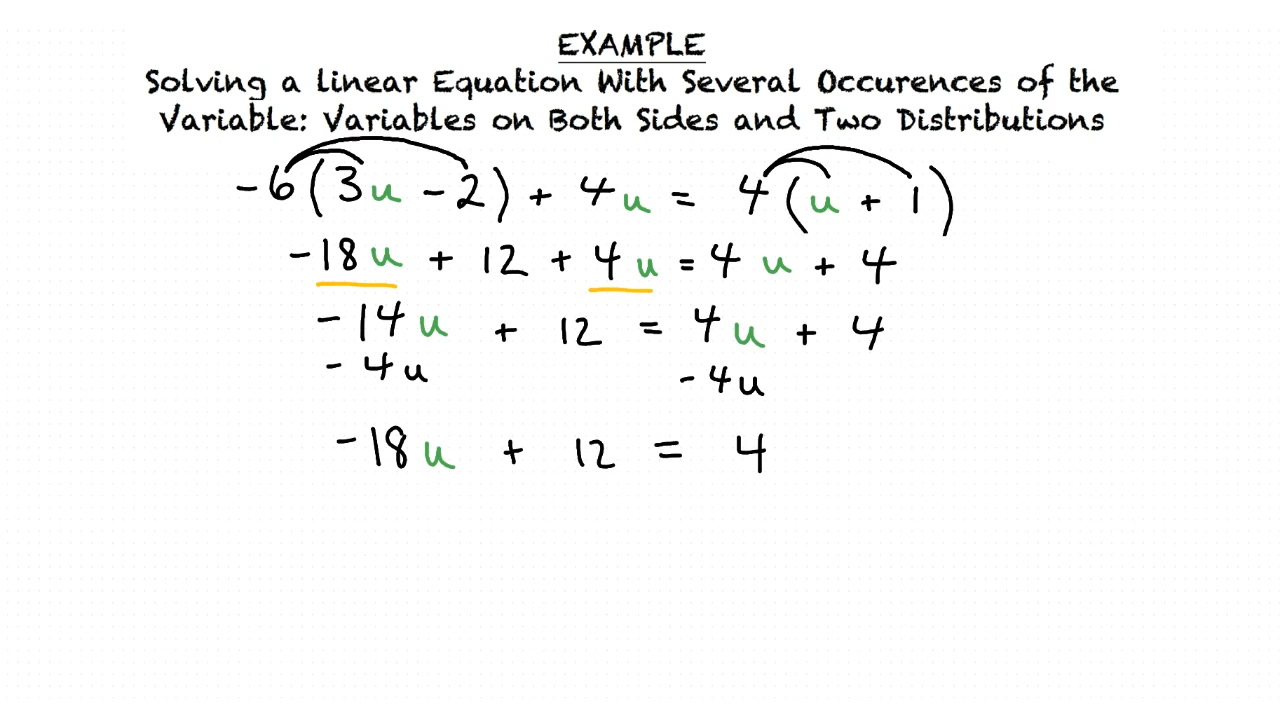 EXAMPLE
Solving a linear Equation With Several Occurences of the
Variable: Variables on Both Sides and Two Distributions
-6(3u - 2) + 4u = 4(u + 1)
-18u + 12 + 4u = 4u + 4
-14u + 12 = 4u + 4
-4u -4u
-18u + 12 = 4